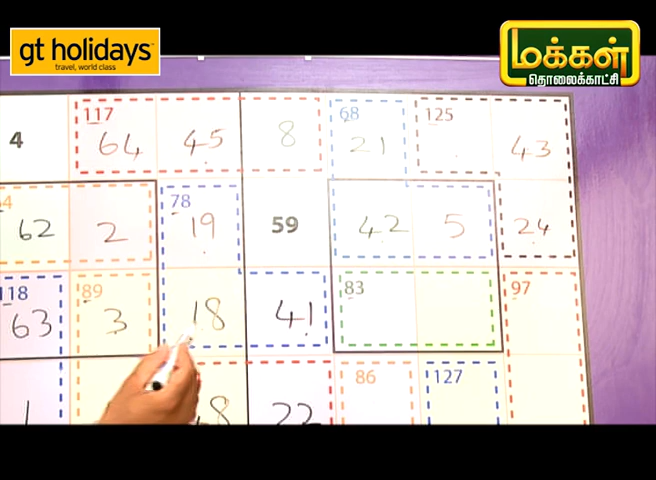 gt holidays
travel, world class
மக்கள்
தொலைக்காட்சி
117 68 125
4 64 45 8 21 43
78
62 2 19 59 42 5 24
118 89 83 97
63 3 18 41
86 127
48 22